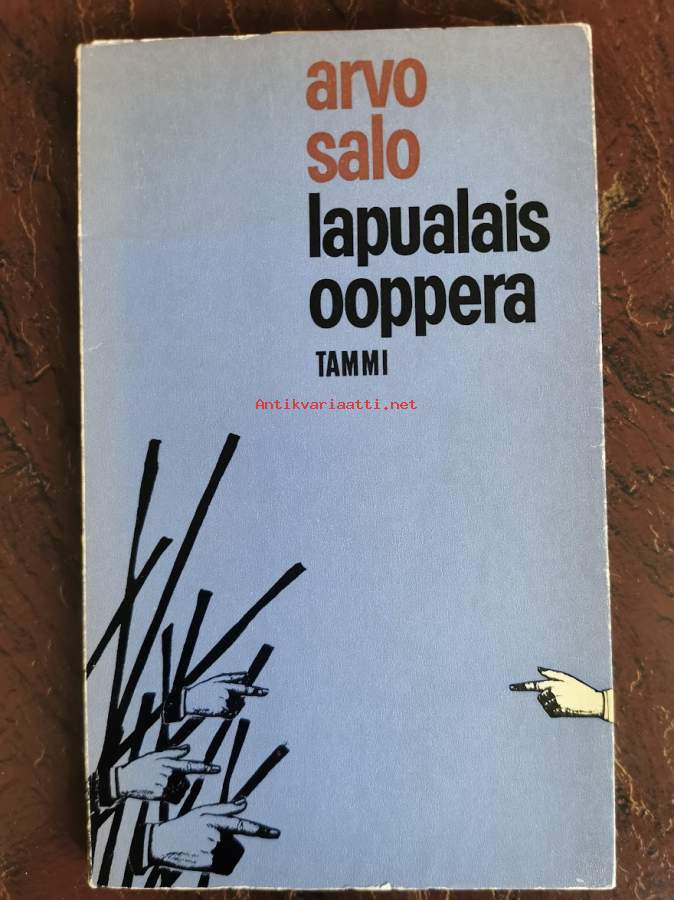 arvo
salo
lapualais
ooppera
TAMMI
Antikvariaatti.net